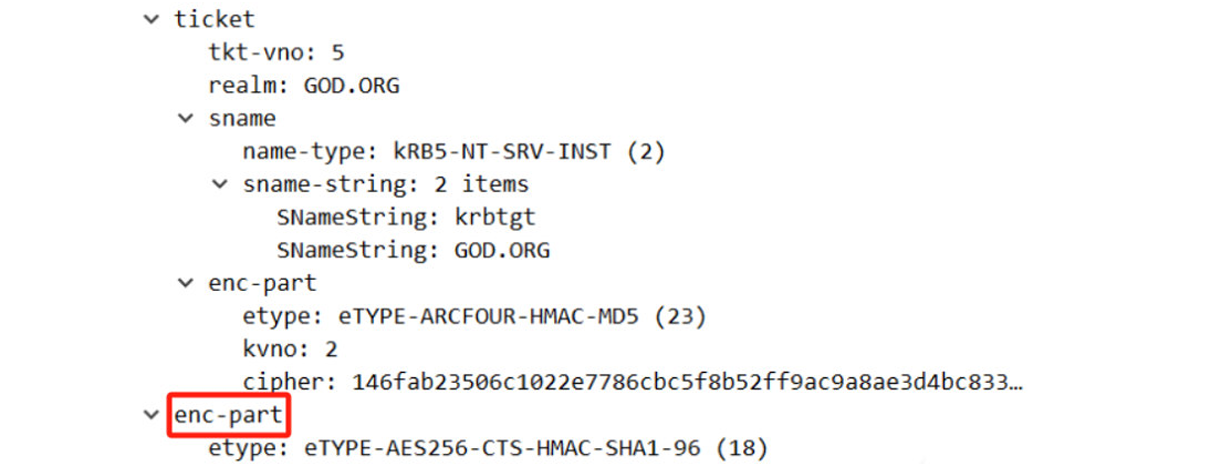 ticket
tkt-vno: 5
realm: GOD.ORG
sname
name-type: kRB5-NT-SRV-INST (2)
sname-string: 2 items
SNameString: krbtgt
SNameString: GOD.ORG
enc-part
etype: eTYPE-ARCFOUR-HMAC-MD5 (23)
kvno: 2
cipher: 146fab23506c1022e7786cbc5f8b52ff9ac9a8ae3d4bc833…
enc-part
etype: eTYPE-AES256-CTS-HMAC-SHA1-96 (18)